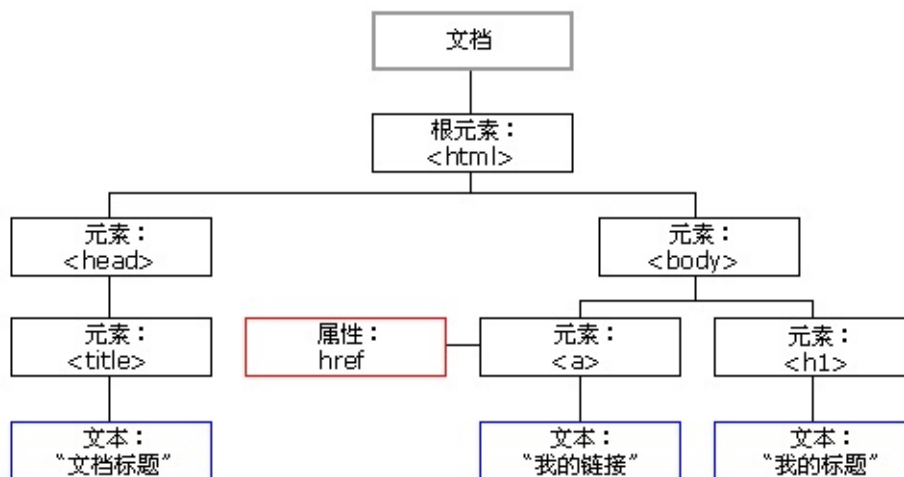 文档
根元素：
<html>
元素：
<head>
元素：
<body>
元素：
<title>
属性：
href
元素：
<a>
元素：
<h1>
文本：
“文档标题”
文本：
“我的链接”
文本：
“我的标题”